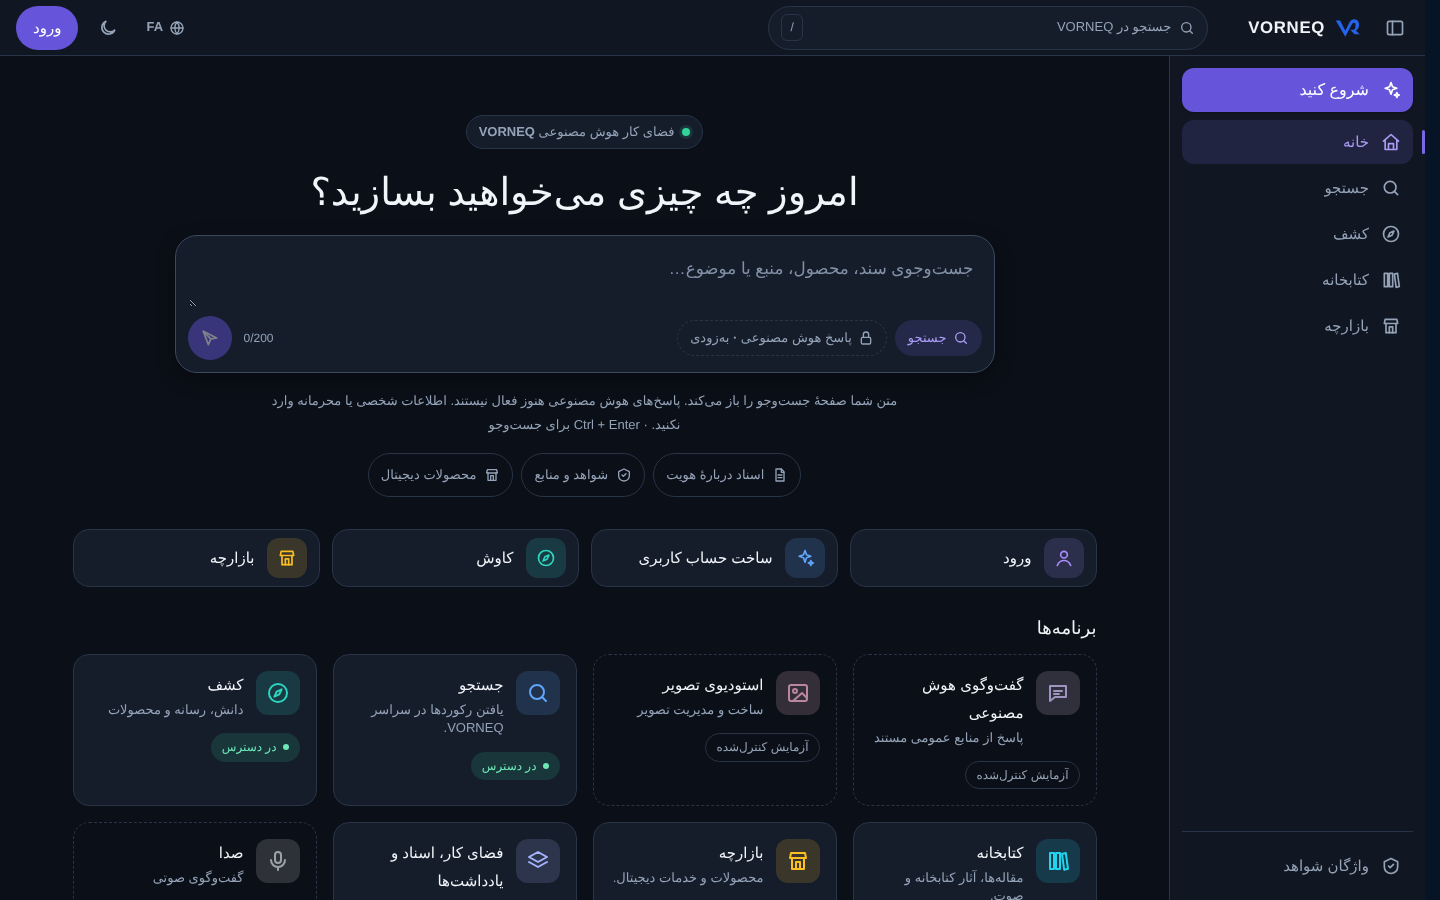 VORNEQ
جستجو در VORNEQ
/
FA
ورود
شروع کنید
خانه
جستجو
کشف
کتابخانه
بازارچه
واژگان شواهد
فضای کار هوش مصنوعی VORNEQ
امروز چه چیزی می‌خواهید بسازید؟
جست‌وجوی سند، محصول، منبع یا موضوع…
جستجو
پاسخ هوش مصنوعی · به‌زودی
0/200
متن شما صفحهٔ جست‌وجو را باز می‌کند. پاسخ‌های هوش مصنوعی هنوز فعال نیستند. اطلاعات شخصی یا محرمانه وارد
نکنید. · Ctrl + Enter برای جست‌وجو
اسناد دربارهٔ هویت
شواهد و منابع
محصولات دیجیتال
ورود
ساخت حساب کاربری
کاوش
بازارچه
برنامه‌ها
گفت‌وگوی هوش
مصنوعی
پاسخ از منابع عمومی مستند
آزمایش کنترل‌شده
استودیوی تصویر
ساخت و مدیریت تصویر
آزمایش کنترل‌شده
جستجو
یافتن رکوردها در سراسر
VORNEQ.
در دسترس
کشف
دانش، رسانه و محصولات
در دسترس
کتابخانه
مقاله‌ها، آثار کتابخانه و
صوت.
بازارچه
محصولات و خدمات دیجیتال.
فضای کار، اسناد و
یادداشت‌ها
صدا
گفت‌وگوی صوتی